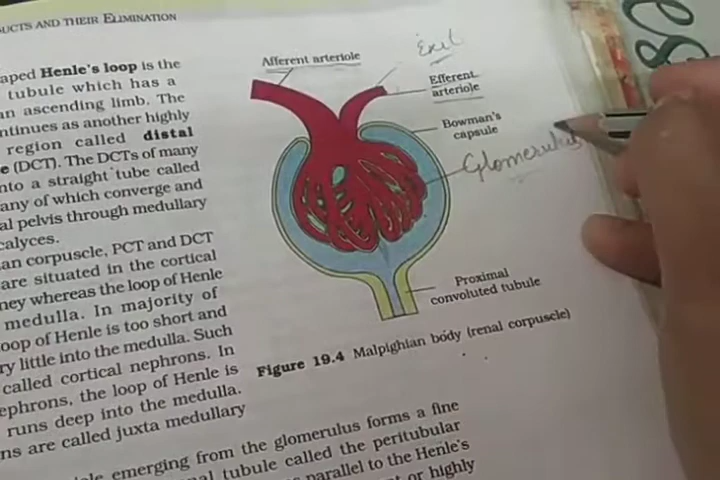 DUCTS AND THEIR ELIMINATION
aped Henle's loop is the
tubule which has a
an ascending limb. The
ntinues as another highly
region called distal
e (DCT). The DCTs of many
nto a straight tube called
any of which converge and
al pelvis through medullary
calyces.
an corpuscle, PCT and DCT
are situated in the cortical
ney whereas the loop of Henle
medulla. In majority of
oop of Henle is too short and
ry little into the medulla. Such
called cortical nephrons. In
ephrons, the loop of Henle is
runs deep into the medulla.
ns are called juxta medullary
Afferent arteriole
Exit
Efferent
arteriole
Bowman's
capsule
Glomerulus
Proximal
convoluted tubule
Figure 19.4 Malpighian body (renal corpuscle)
ole emerging from the glomerulus forms a fine
nal tubule called the peritubular
s parallel to the Henle's
t or highly